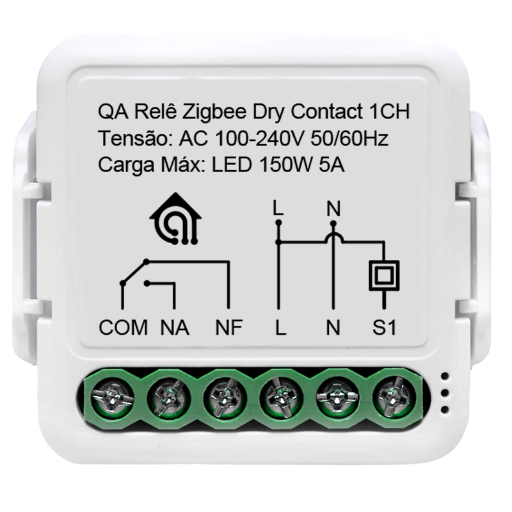 QA Relê Zigbee Dry Contact 1CH
Tensão: AC 100-240V 50/60Hz
Carga Máx: LED 150W 5A
L N
COM NA NF L N S1